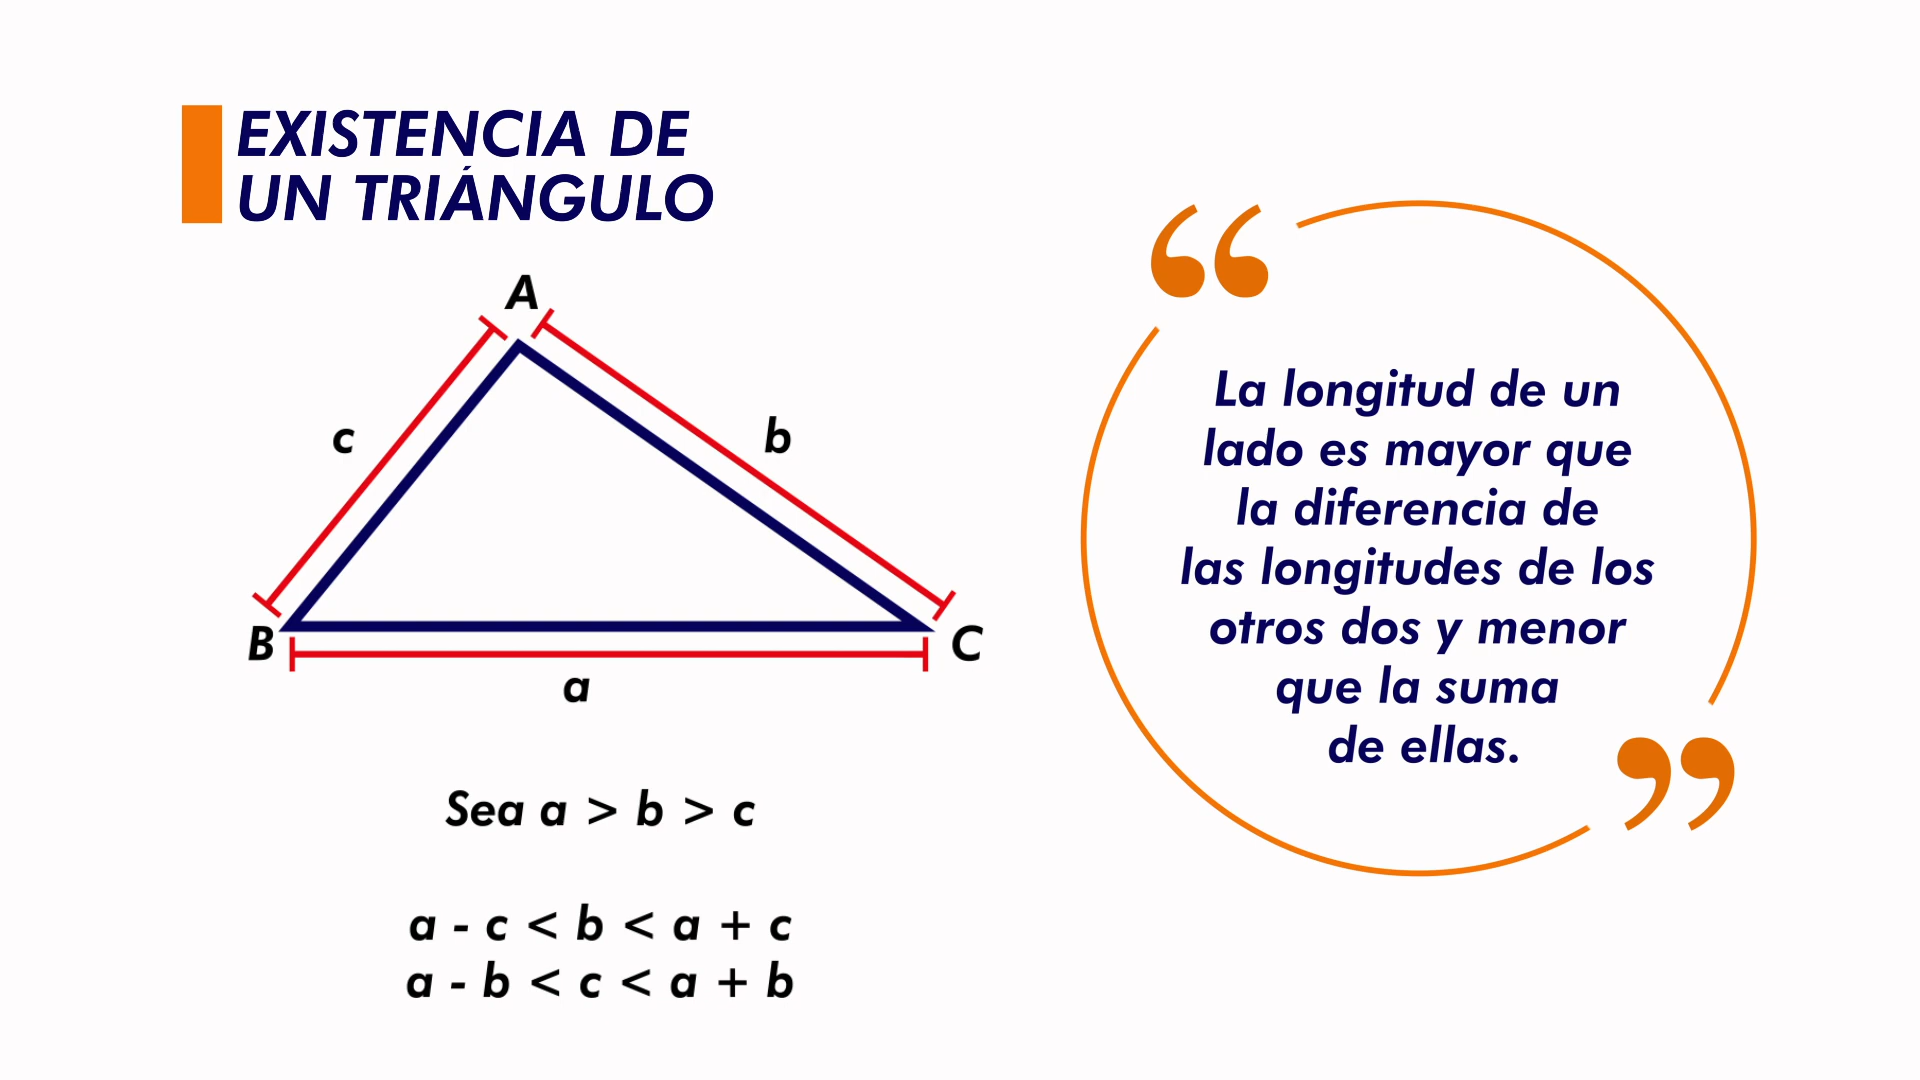 EXISTENCIA DE
UN TRIÁNGULO
A
c
b
B
C
a
Sea a > b > c
a - c < b < a + c
a - b < c < a + b
“
La longitud de un
lado es mayor que
la diferencia de
las longitudes de los
otros dos y menor
que la suma
de ellas.
”